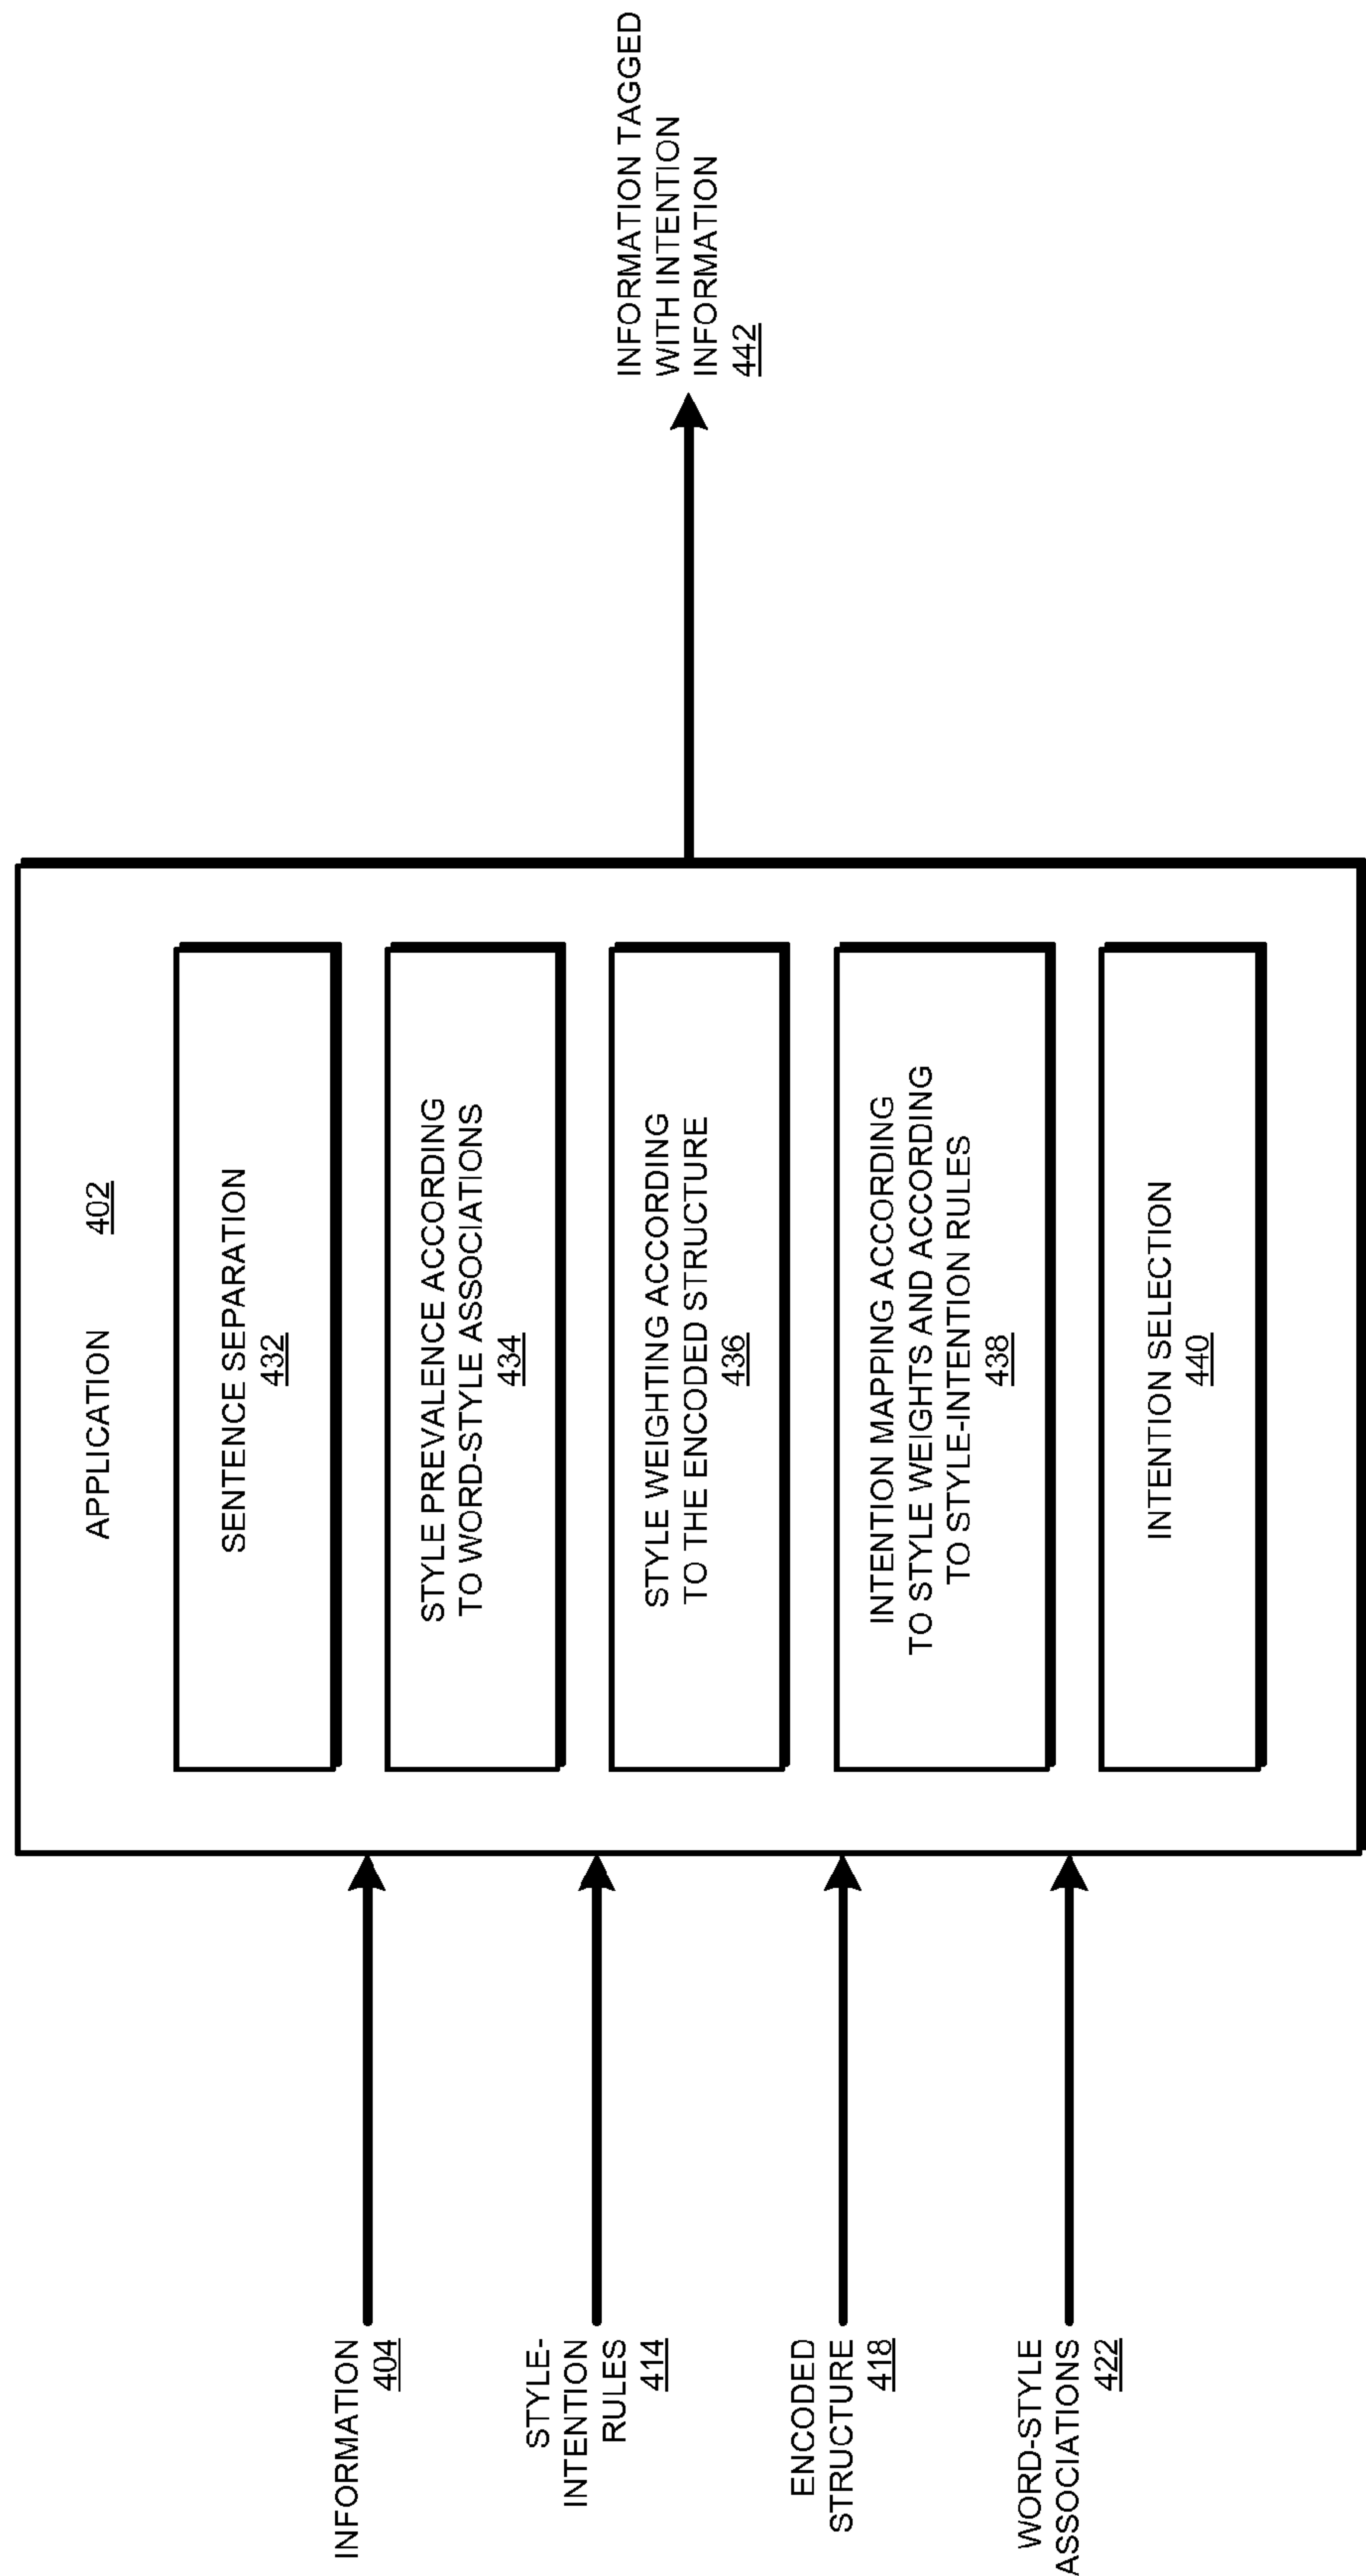 INFORMATION
404
STYLE-
INTENTION
RULES
414
ENCODED
STRUCTURE
418
WORD-STYLE
ASSOCIATIONS
422
APPLICATION 402
SENTENCE SEPARATION
432
STYLE PREVALENCE ACCORDING
TO WORD-STYLE ASSOCIATIONS
434
STYLE WEIGHTING ACCORDING
TO THE ENCODED STRUCTURE
436
INTENTION MAPPING ACCORDING
TO STYLE WEIGHTS AND ACCORDING
TO STYLE-INTENTION RULES
438
INTENTION SELECTION
440
INFORMATION TAGGED
WITH INTENTION
INFORMATION
442